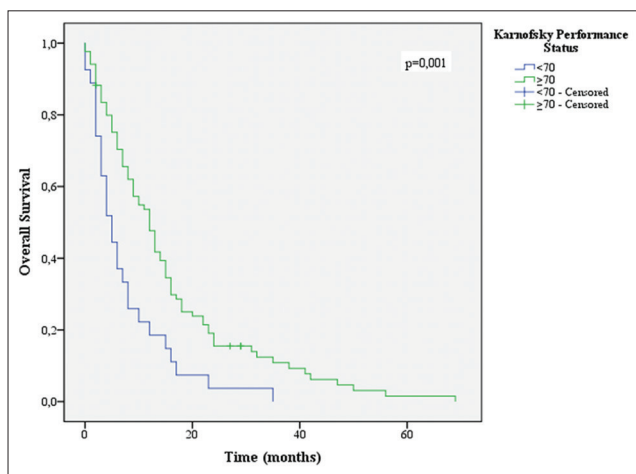 Karnofsky Performance
Status
<70
≥70
<70 - Censored
≥70 - Censored
p=0,001
1,0
0,8
0,6
0,4
0,2
0,0
Overall Survival
0
20
40
60
Time (months)